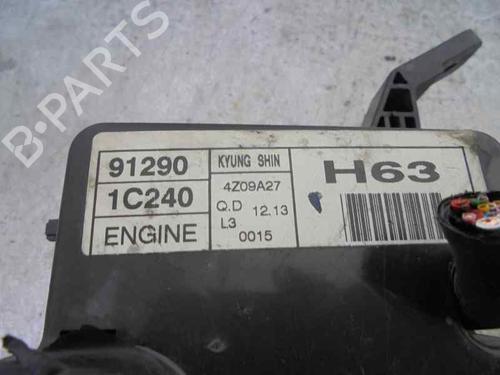 91290
1C240
ENGINE
KYUNG SHIN
4Z09A27
Q.D 12.13
L3
0015
H63
B-PARTS